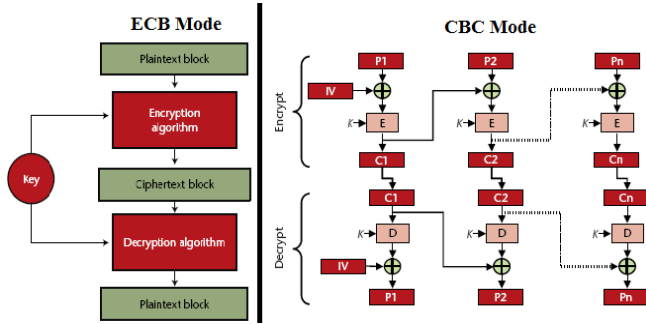 ECB Mode
Plaintext block
Encryption
algorithm
Key
Ciphertext block
Decryption algorithm
Plaintext block
CBC Mode
Encrypt
P1 P2 Pn
IV
K E K E K E
C1 C2 Cn
Decrypt
C1 C2 Cn
K D K D K D
IV
P1 P2 Pn